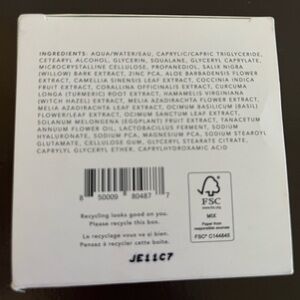 INGREDIENTS: AQUA/WATER/EAU, CAPRYLIC/CAPRIC TRIGLYCERIDE,
CETEARYL ALCOHOL, GLYCERIN, SQUALANE, GLYCERYL CAPRYLATE,
MICROCRYSTALLINE CELLULOSE, PROPANEDIOL, SALIX NIGRA
(WILLOW) BARK EXTRACT, ZINC PCA, ALOE BARBADENSIS FLOWER
EXTRACT, CAMELLIA SINENSIS LEAF EXTRACT, COCCINIA INDICA
FRUIT EXTRACT, CORALLINA OFFICINALIS EXTRACT, CURCUMA
LONGA (TURMERIC) ROOT EXTRACT, HAMAMELIS VIRGINIANA
(WITCH HAZEL) EXTRACT, MELIA AZADIRACHTA FLOWER
EXTRACT, MELIA AZADIRACHTA LEAF EXTRACT, OCIMUM BASILICUM (BASIL)
FLOWER/LEAF EXTRACT, OCIMUM SANCTUM LEAF EXTRACT,
SOLANUM MELONGENA (EGGPLANT) FRUIT EXTRACT, TANACETUM
ANNUUM FLOWER OIL, LACTOBACILLUS FERMENT, SODIUM
HYALURONATE, SODIUM PCA, MAGNESIUM PCA, SODIUM STEAROYL
GLUTAMATE, CELLULOSE GUM, GLYCERYL STEARATE CITRATE,
CAPRYLYL GLYCERYL ETHER, CAPRYLHYDROXAMIC ACID
8 50009 80487 7
Recycling looks good on you.
Please recycle this box.
Le recyclage vous va si bien.
Pensez à recycler cette boîte.
FSC
MIX
Paper from
responsible sources
FSC® C144845
JE11C7